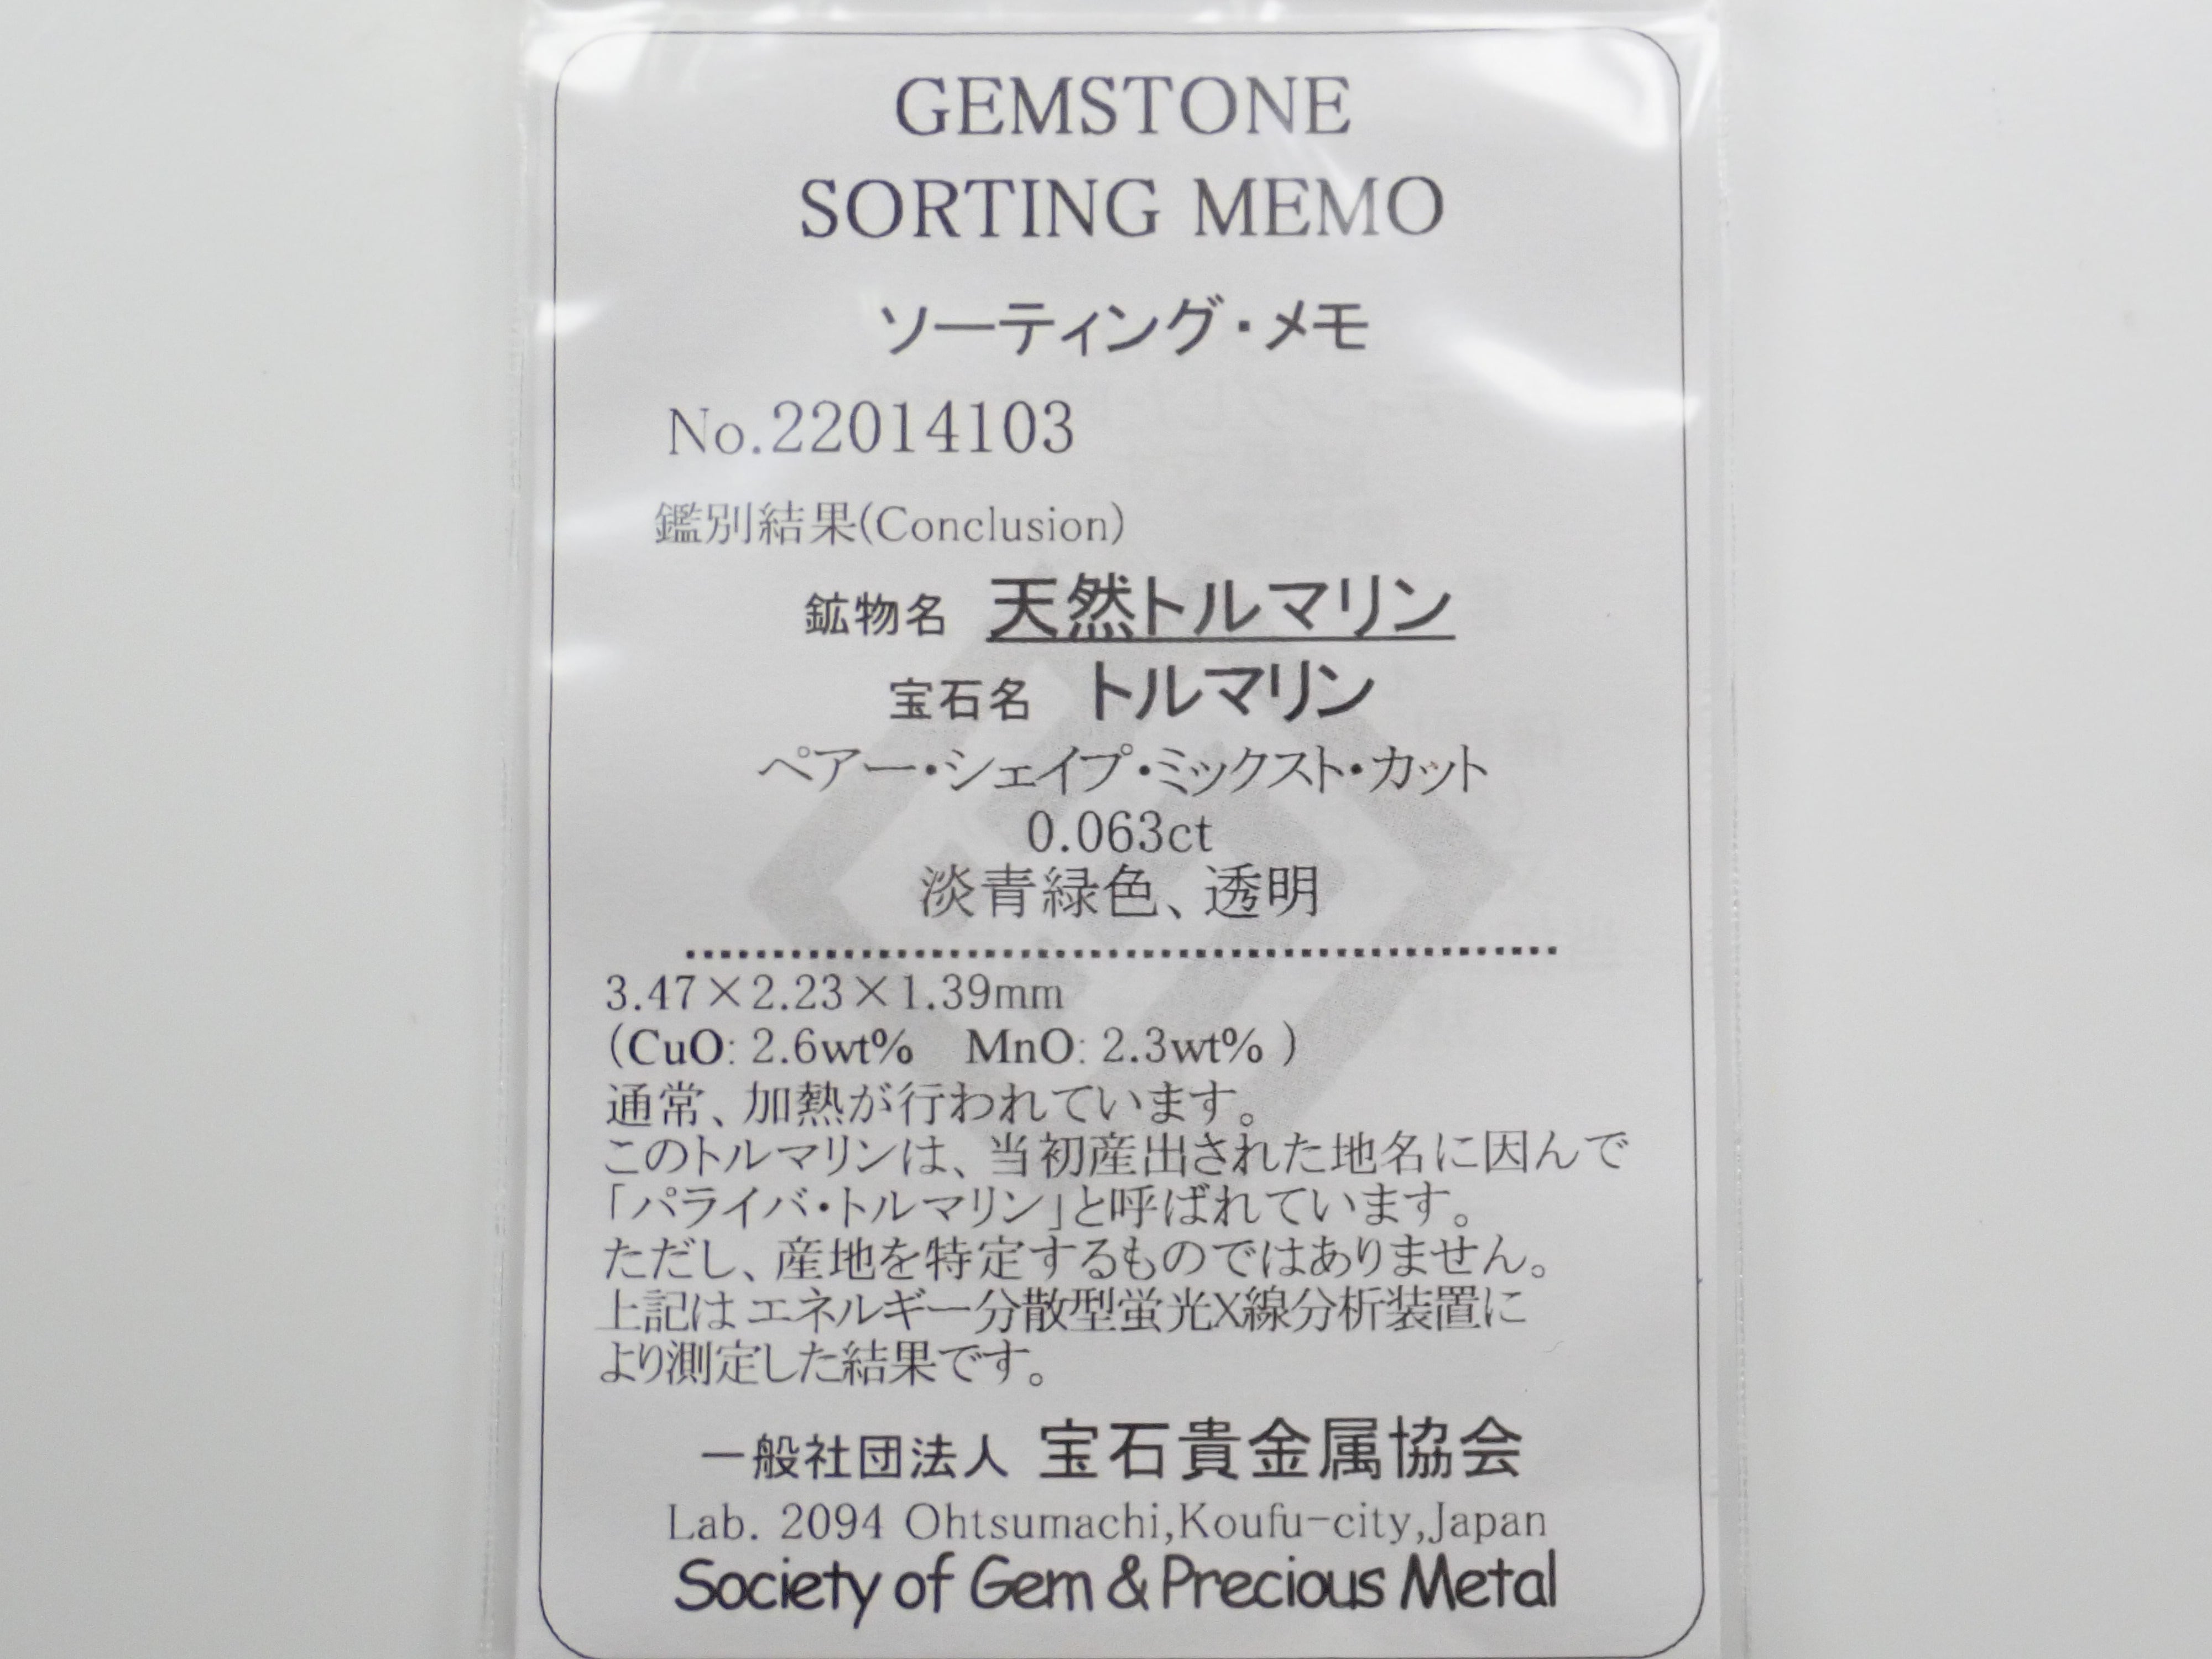 GEMSTONE
SORTING MEMO
ソーティング・メモ
No.22014103
鑑別結果(Conclusion)
鉱物名 天然トルマリン
宝石名 トルマリン
ペアー・シェイプ・ミックスト・カット
0.063ct
淡青緑色、透明
3.47×2.23×1.39mm
(CuO: 2.6wt% MnO: 2.3wt% )
通常、加熱が行われています。
このトルマリンは、当初産出された地名に因んで
「パライバ・トルマリン」と呼ばれています。
ただし、産地を特定するものではありません。
上記はエネルギー分散型蛍光X線分析装置に
より測定した結果です。
一般社団法人 宝石貴金属協会
Lab. 2094 Ohtsumachi,Koufu-city,Japan
Society of Gem & Precious Metal